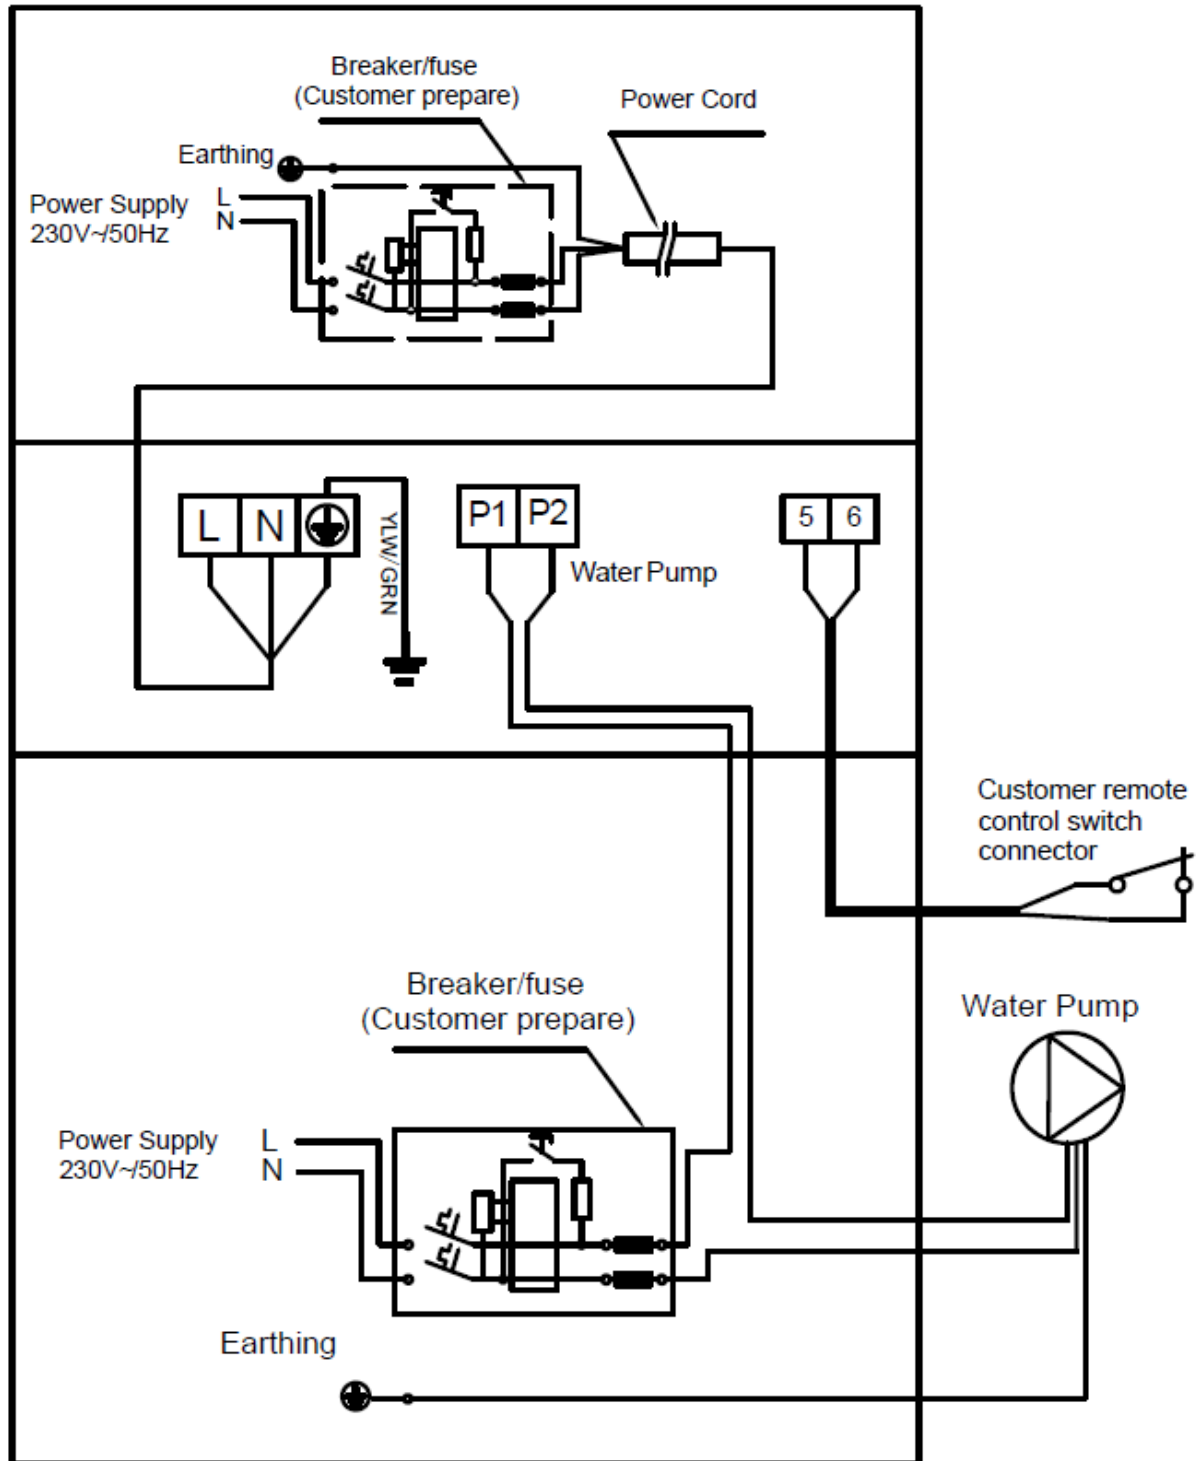 Breaker/fuse
(Customer prepare)
Power Cord
Earthing
Power Supply
230V~/50Hz
L
N
L N
YLW/GRN
P1 P2
Water Pump
5 6
Customer remote
control switch
connector
Breaker/fuse
(Customer prepare)
Water Pump
Power Supply
230V~/50Hz
L
N
Earthing